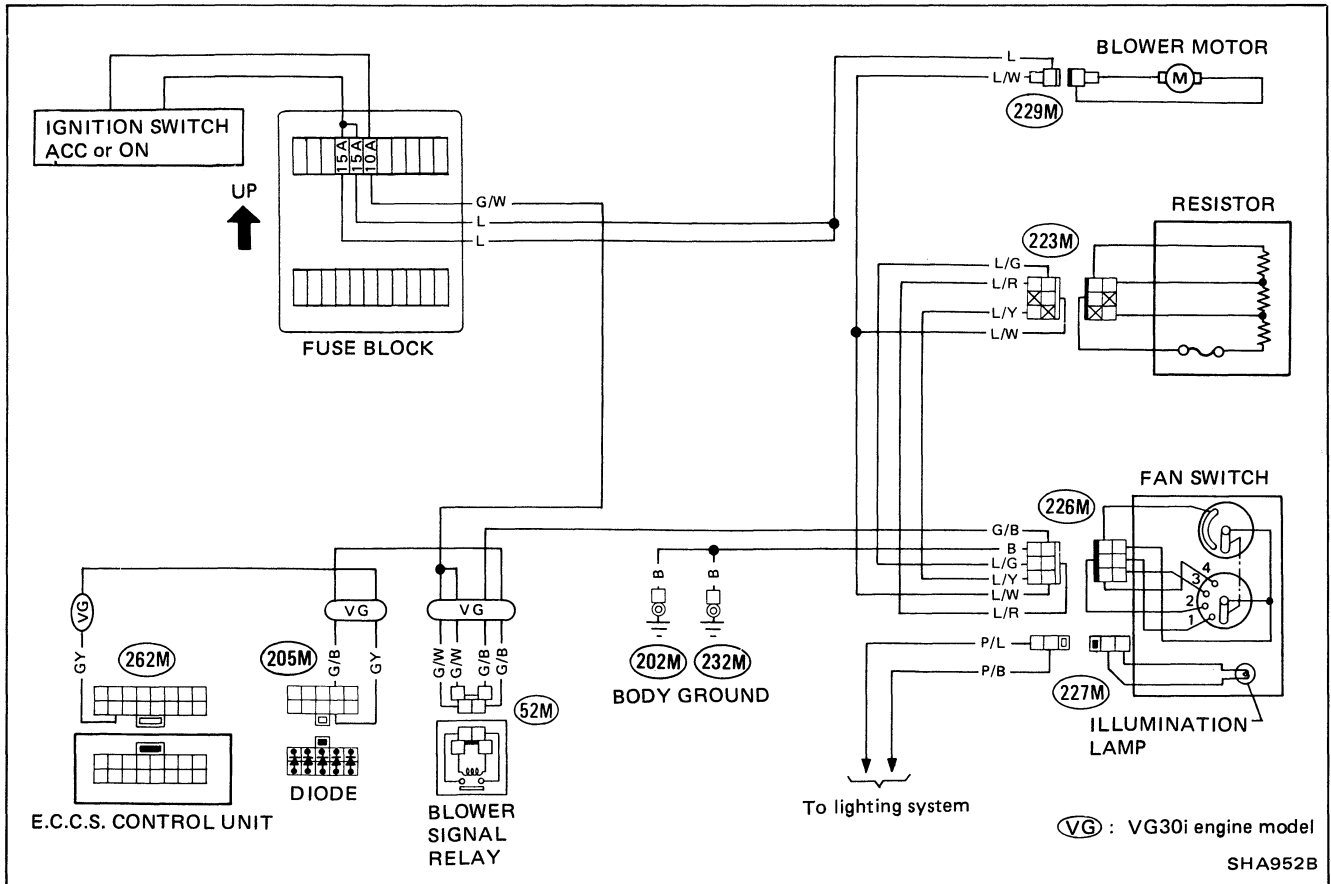 BLOWER MOTOR
L
L/W
M
229M
IGNITION SWITCH
ACC or ON
15A
15A
10A
UP
G/W
L
L
FUSE BLOCK
RESISTOR
223M
L/G
L/R
L/Y
L/W
FAN SWITCH
226M
G/B
B
L/G
L/Y
L/W
L/R
4
3
2
1
B
B
202M
232M
BODY GROUND
P/L
P/B
227M
ILLUMINATION
LAMP
To lighting system
VG
VG
VG
GY
262M
205M
G/B
GY
G/W
G/W
G/B
G/B
52M
DIODE
E.C.C.S. CONTROL UNIT
BLOWER
SIGNAL
RELAY
VG : VG30i engine model
SHA952B